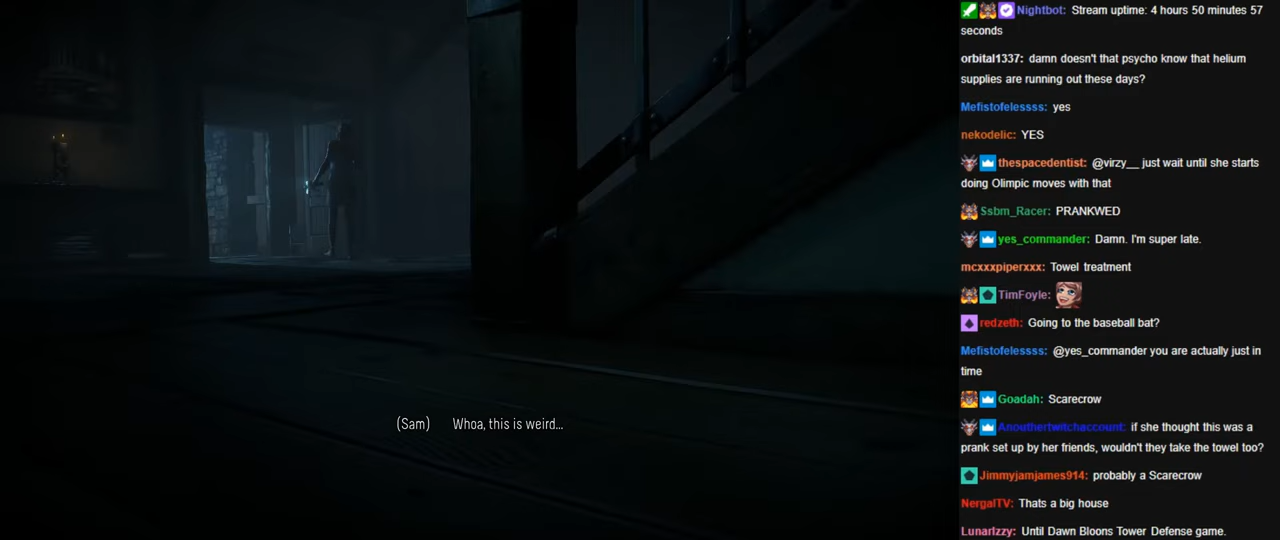 (Sam) Whoa, this is weird...
Nightbot: Stream uptime: 4 hours 50 minutes 57
seconds
orbital1337: damn doesn't that psycho know that helium
supplies are running out these days?
Mefistofelessss: yes
nekodelic: YES
thespacedentist: @virzy__ just wait until she starts
doing Olimpic moves with that
Ssbm_Racer: PRANKWED
yes_commander: Damn. I'm super late.
mcxxxpiperxxx: Towel treatment
TimFoyle:
redzeth: Going to the baseball bat?
Mefistofelessss: @yes_commander you are actually just in
time
Goadah: Scarecrow
Anouthertwitchaccount: if she thought this was a
prank set up by her friends, wouldn't they take the towel too?
Jimmyjamjames914: probably a Scarecrow
NergalTV: Thats a big house
LunarIzzy: Until Dawn Bloons Tower Defense game.